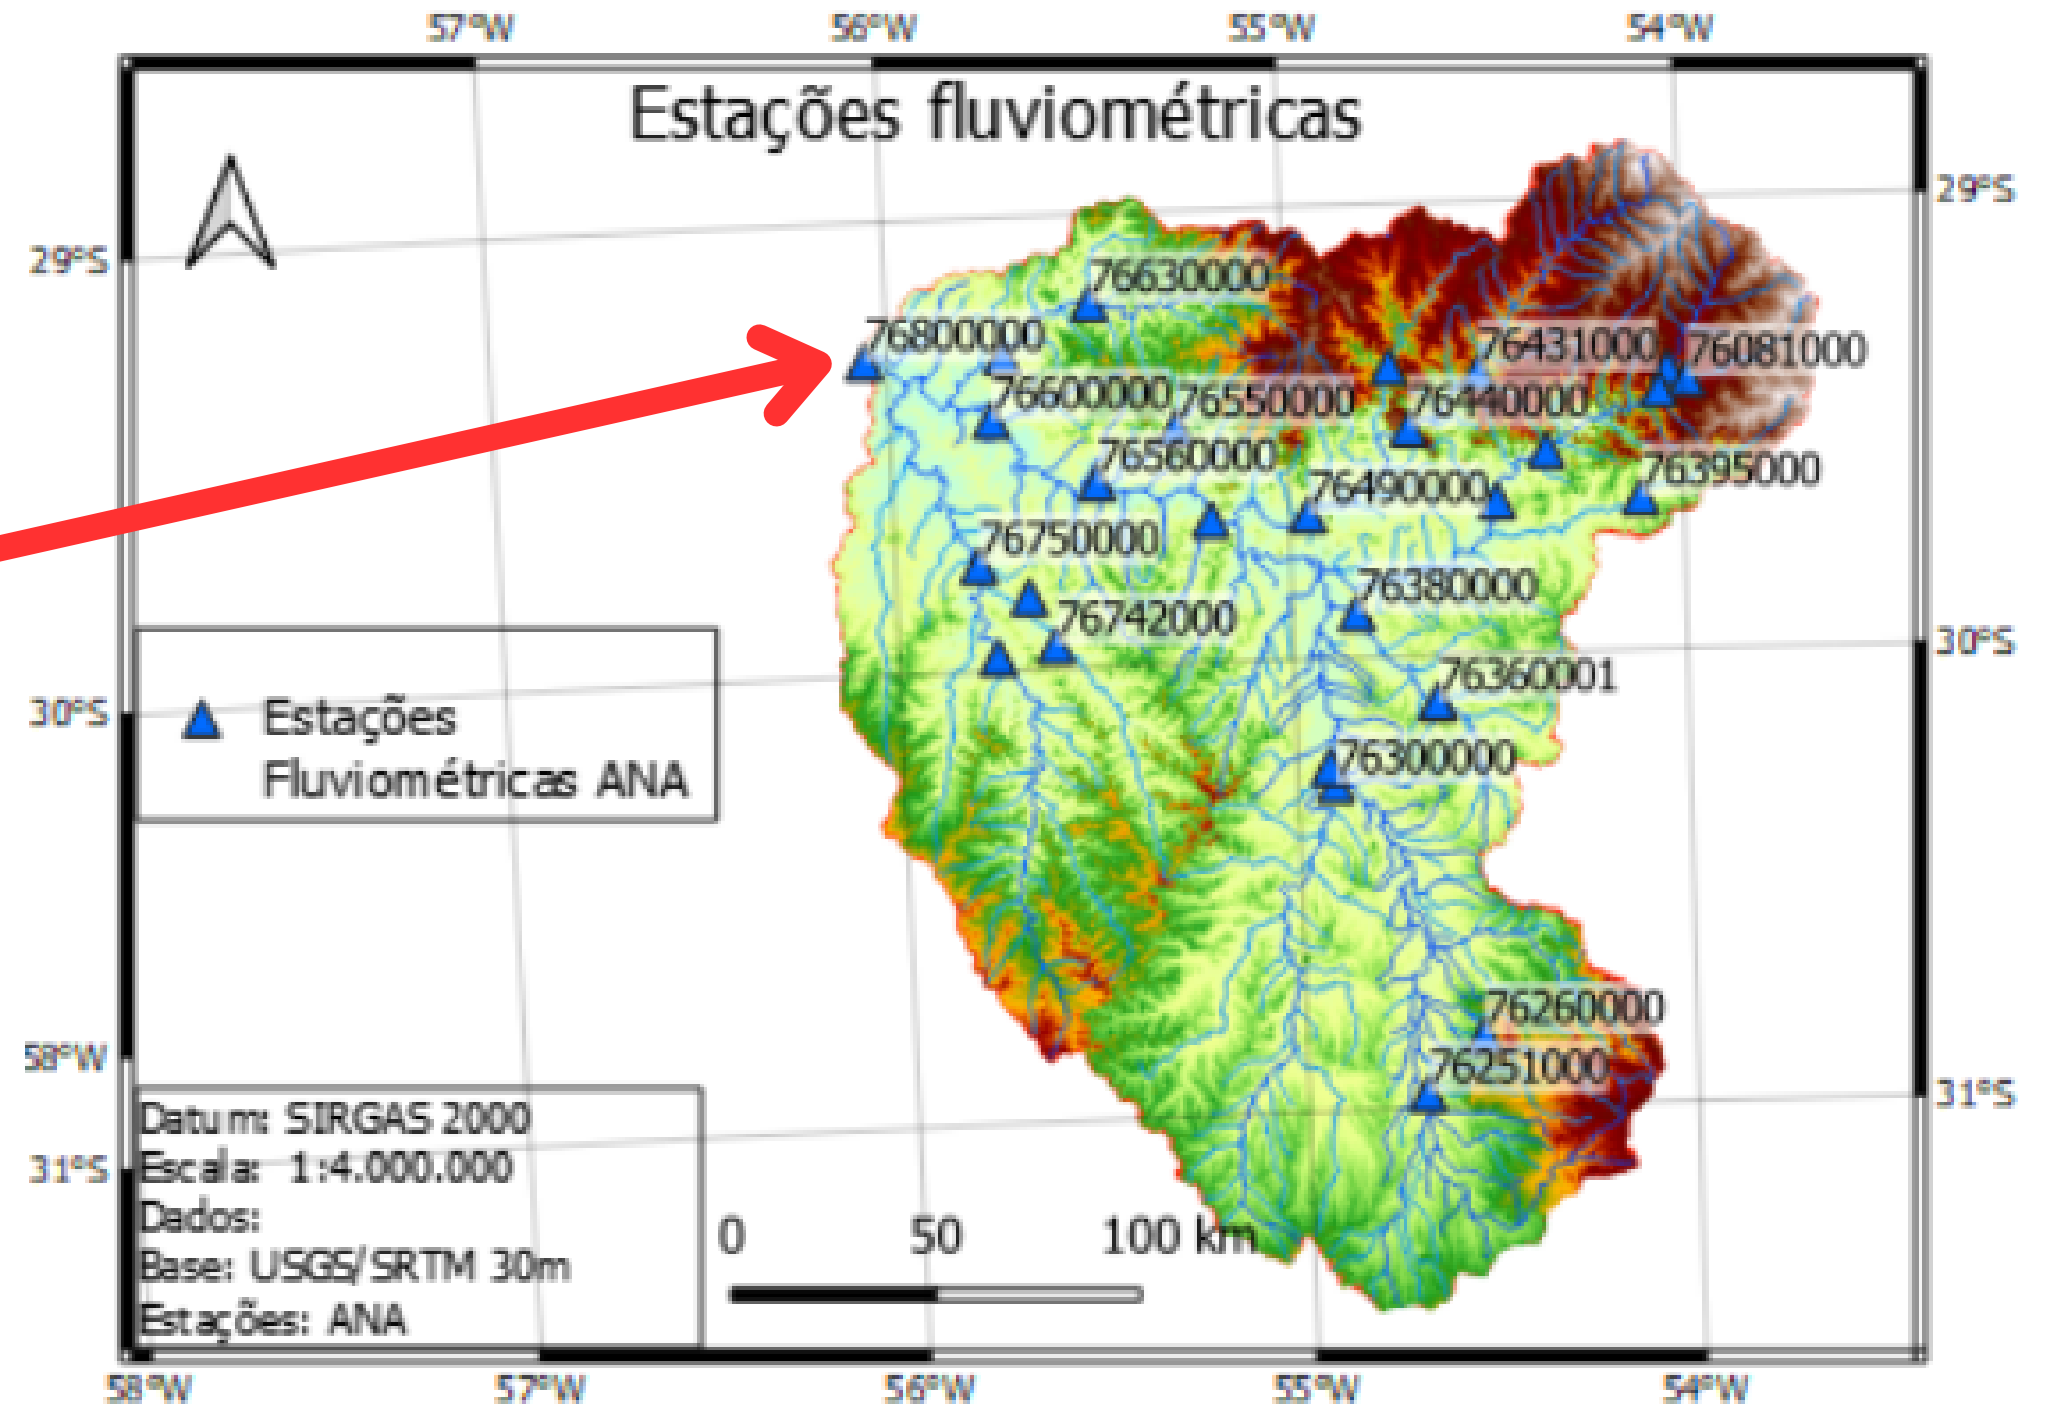 57°W 56°W 55°W 54°W
Estações fluviométricas
29°S
29°S
76630000
76800000
76431000
76081000
76600000
76550000
76440000
76560000
76395000
76490000
76750000
76380000
76742000
30°S
76360001
30°S
Estações
Fluviométricas ANA
76300000
76260000
58°W
76251000
31°S
31°S
Datum: SIRGAS 2000
Escala: 1:4.000.000
Dados:
Base: USGS/SRTM 30m
Estações: ANA
0 50 100 km
58°W 57°W 56°W 55°W 54°W